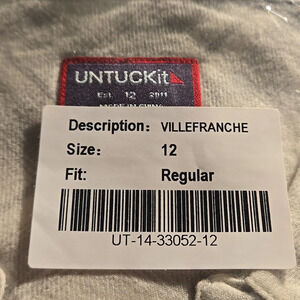 UNTUCKit
Est. 12 2011
MADE IN CHINA
Description: VILLEFRANCHE
Size: 12
Fit: Regular
UT-14-33052-12